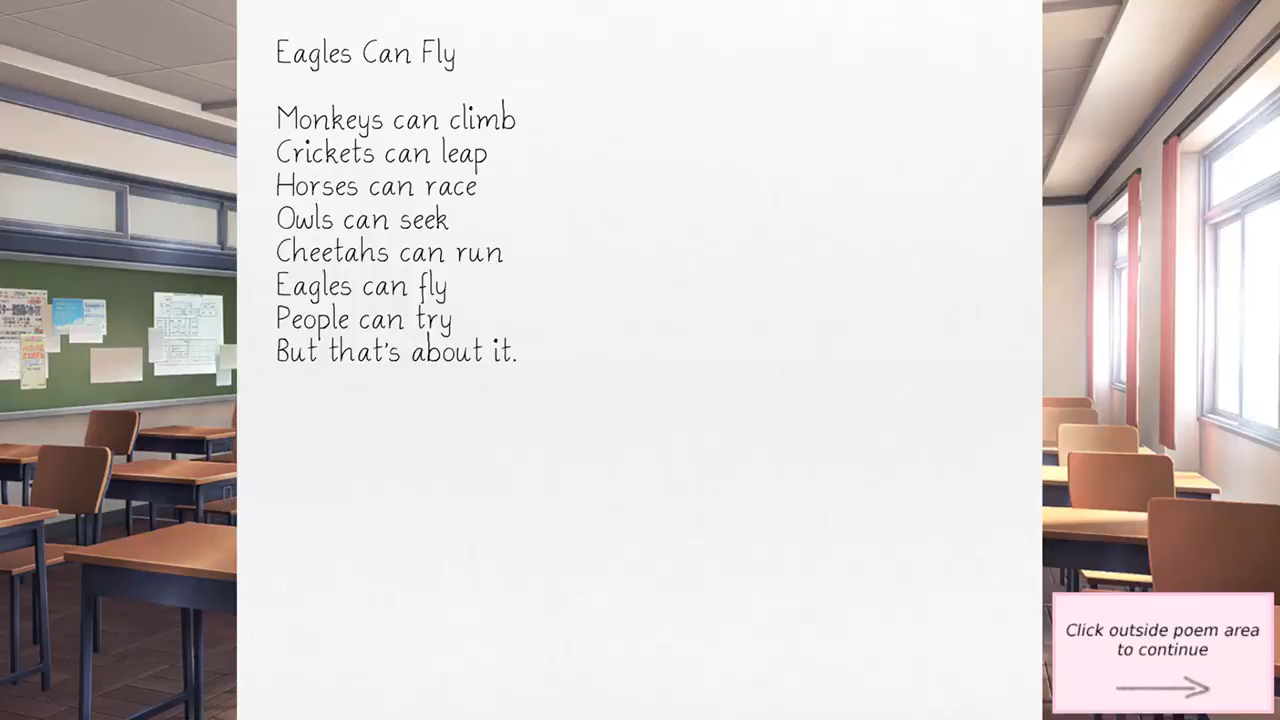 Eagles Can Fly
Monkeys can climb
Crickets can leap
Horses can race
Owls can seek
Cheetahs can run
Eagles can fly
People can try
But that's about it.
Click outside poem area
to continue